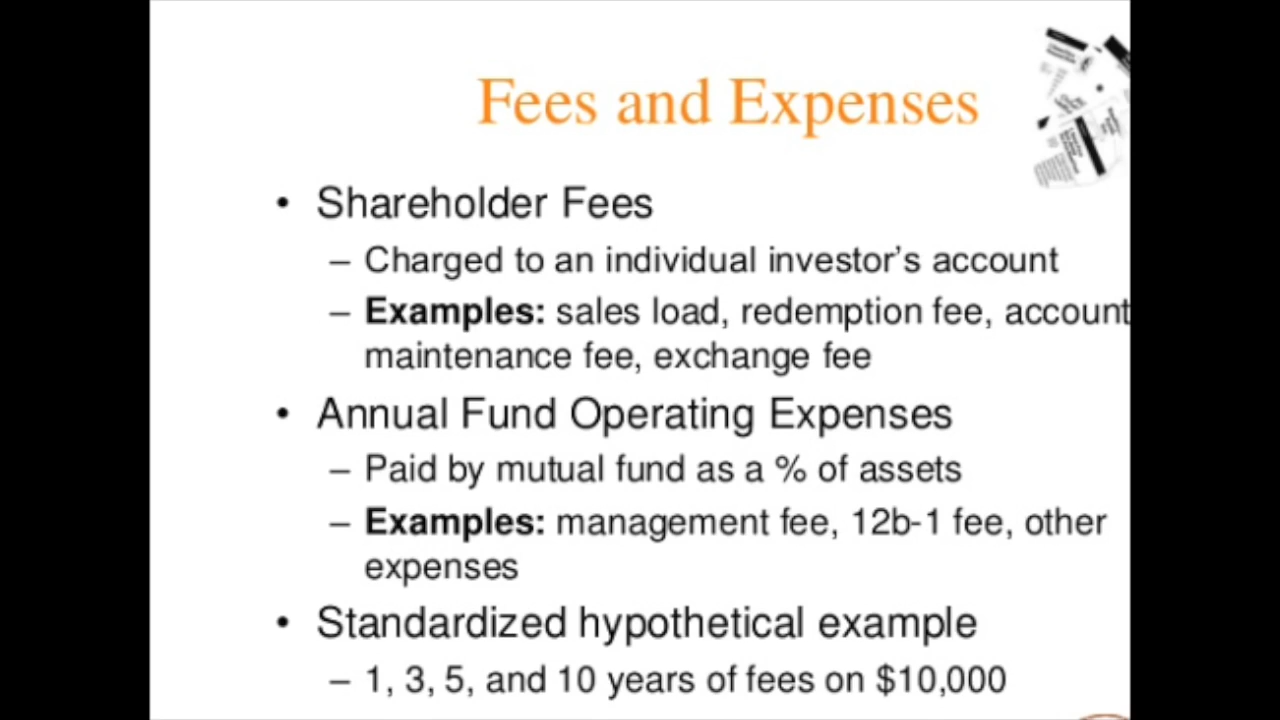 Fees and Expenses
• Shareholder Fees
– Charged to an individual investor’s account
– Examples: sales load, redemption fee, account
maintenance fee, exchange fee
• Annual Fund Operating Expenses
– Paid by mutual fund as a % of assets
– Examples: management fee, 12b-1 fee, other
expenses
• Standardized hypothetical example
– 1, 3, 5, and 10 years of fees on $10,000